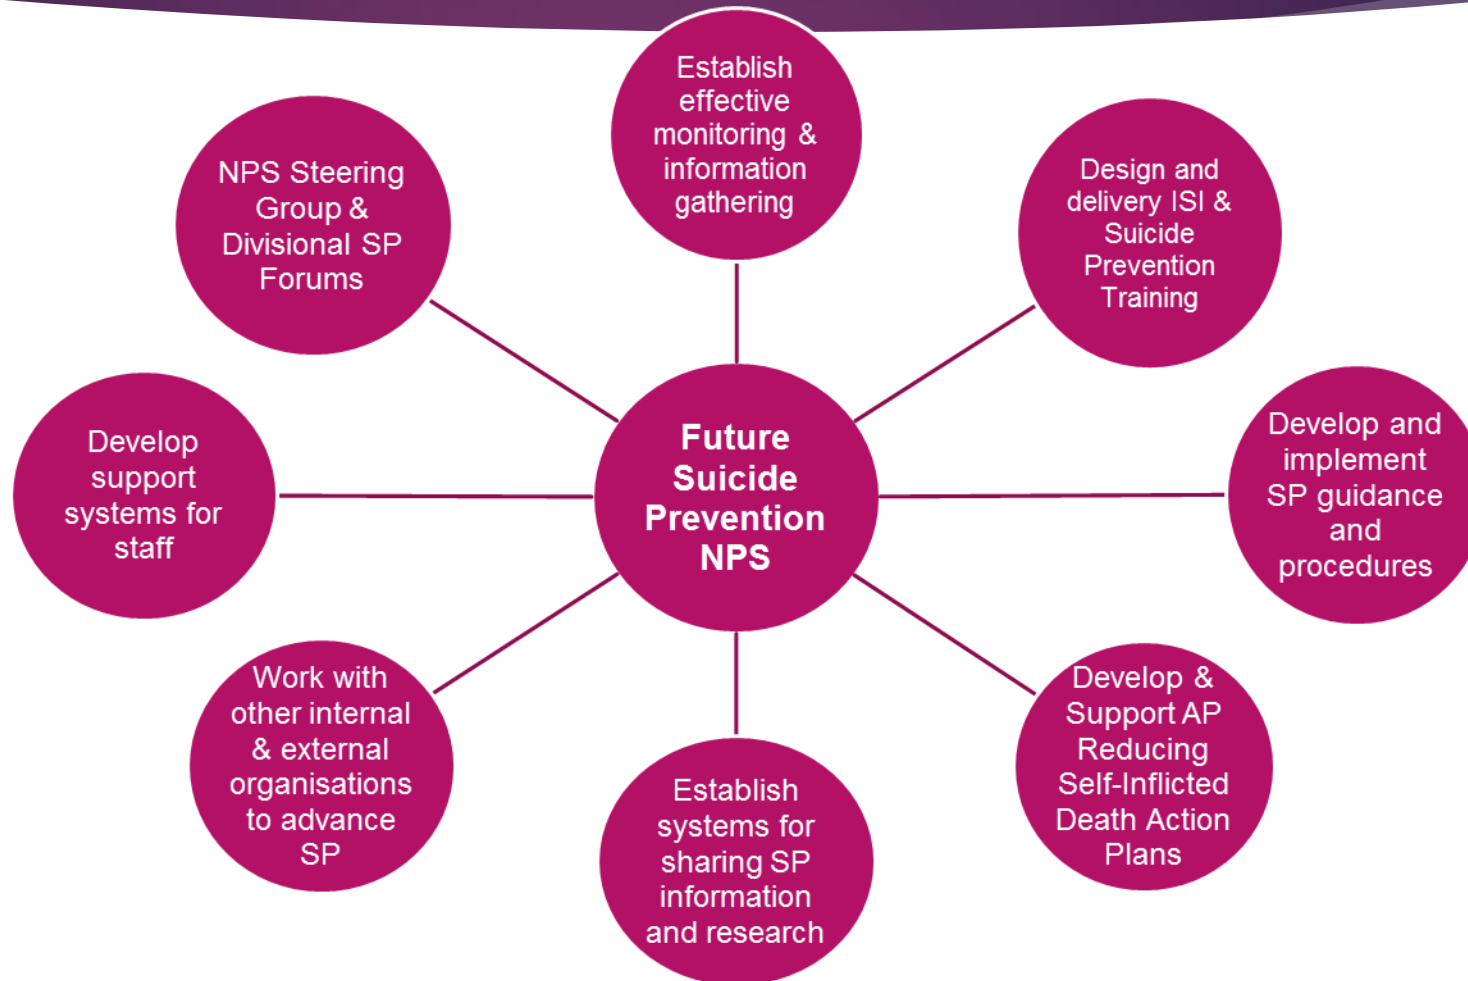 Establish
effective
monitoring &
information
gathering
Design and
delivery ISI &
Suicide
Prevention
Training
Develop and
implement
SP guidance
and
procedures
Develop &
Support AP
Reducing
Self-Inflicted
Death Action
Plans
Establish
systems for
sharing SP
information
and research
Work with
other internal
& external
organisations
to advance
SP
Develop
support
systems for
staff
NPS Steering
Group &
Divisional SP
Forums
Future
Suicide
Prevention
NPS